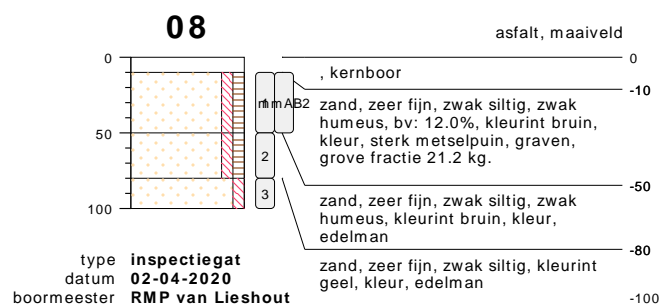 08
asfalt, maaiveld
0
0
, kernboor
-10
1
mmAB2
zand, zeer fijn, zwak siltig, zwak
humeus, bv: 12.0%, kleurint bruin,
kleur, sterk metselpuin, graven,
grove fractie 21.2 kg.
50
2
-50
zand, zeer fijn, zwak siltig, zwak
humeus, kleurint bruin, kleur,
edelman
3
-80
100
zand, zeer fijn, zwak siltig, kleurint
geel, kleur, edelman
-100
type inspectiegat
datum 02-04-2020
boormeester RMP van Lieshout